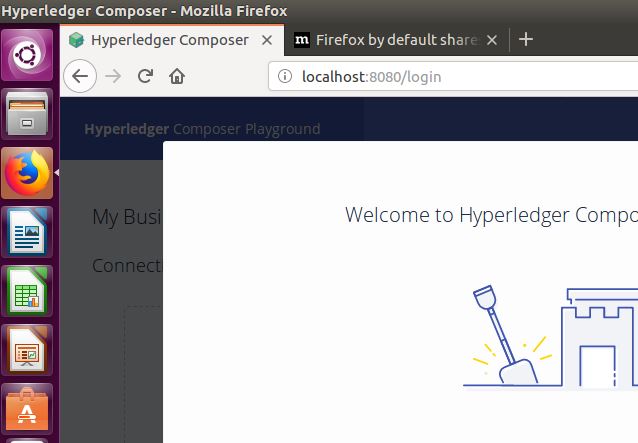 Hyperledger Composer - Mozilla Firefox
Hyperledger Composer
m Firefox by default share
localhost:8080/login
Hyperledger Composer Playground
Welcome to Hyperledger Compo
My Busi
Connect